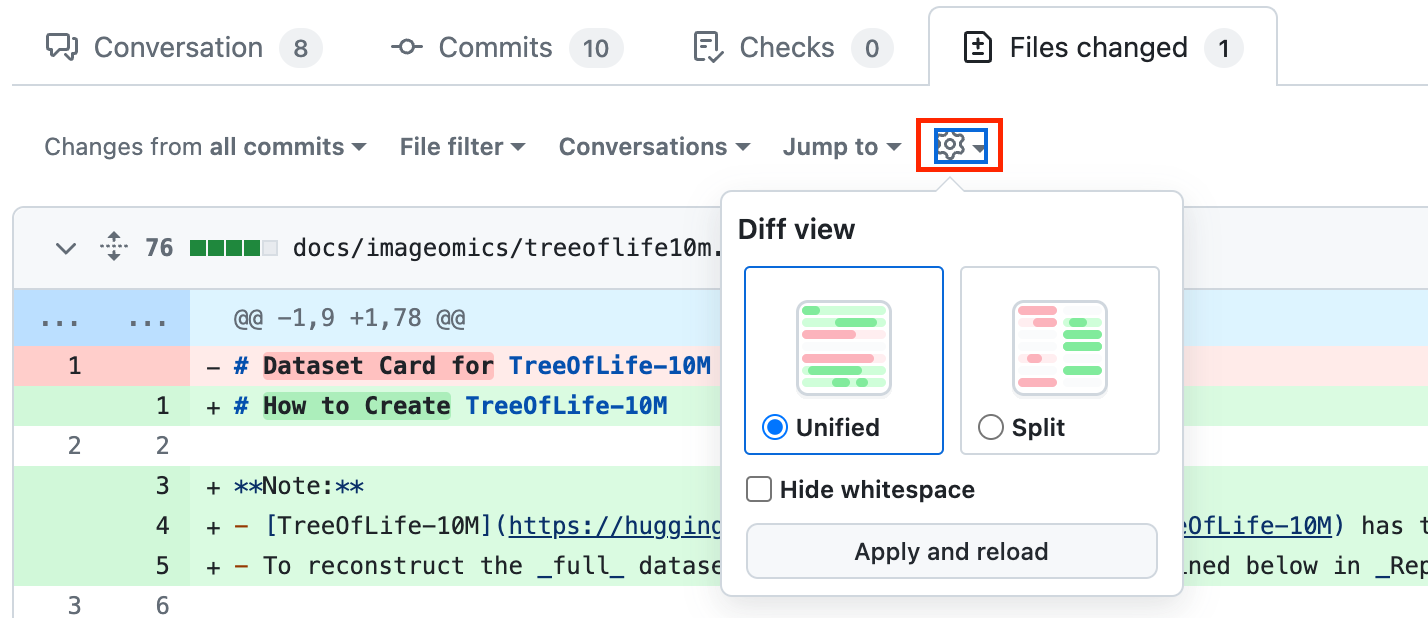 Conversation 8 Commits 10 Checks 0 Files changed 1
Changes from all commits File filter Conversations Jump to
76 docs/imageomics/treeoflife10m.
... ... @@ -1,9 +1,78 @@
1 - # Dataset Card for TreeOfLife-10M
1 + # How to Create TreeOfLife-10M
2 2
3 + **Note:**
4 + - [TreeOfLife-10M](https://hugging eOfLife-10M) has t
5 + - To reconstruct the _full_ datase ned below in _Rep
3 6
Diff view
Unified Split
Hide whitespace
Apply and reload